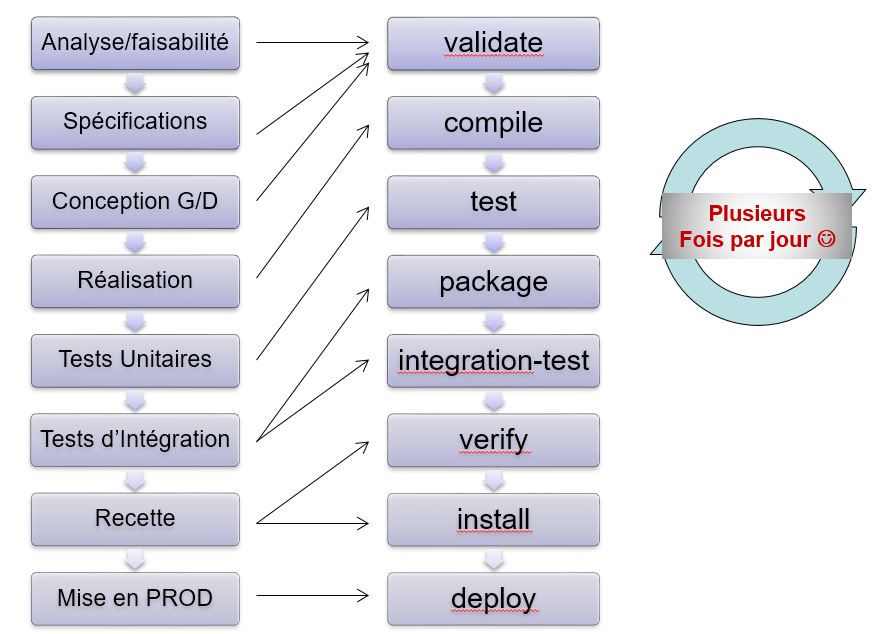 Analyse/faisabilité
Spécifications
Conception G/D
Réalisation
Tests Unitaires
Tests d’Intégration
Recette
Mise en PROD
validate
compile
test
package
integration-test
verify
install
deploy
Plusieurs
Fois par jour ☺